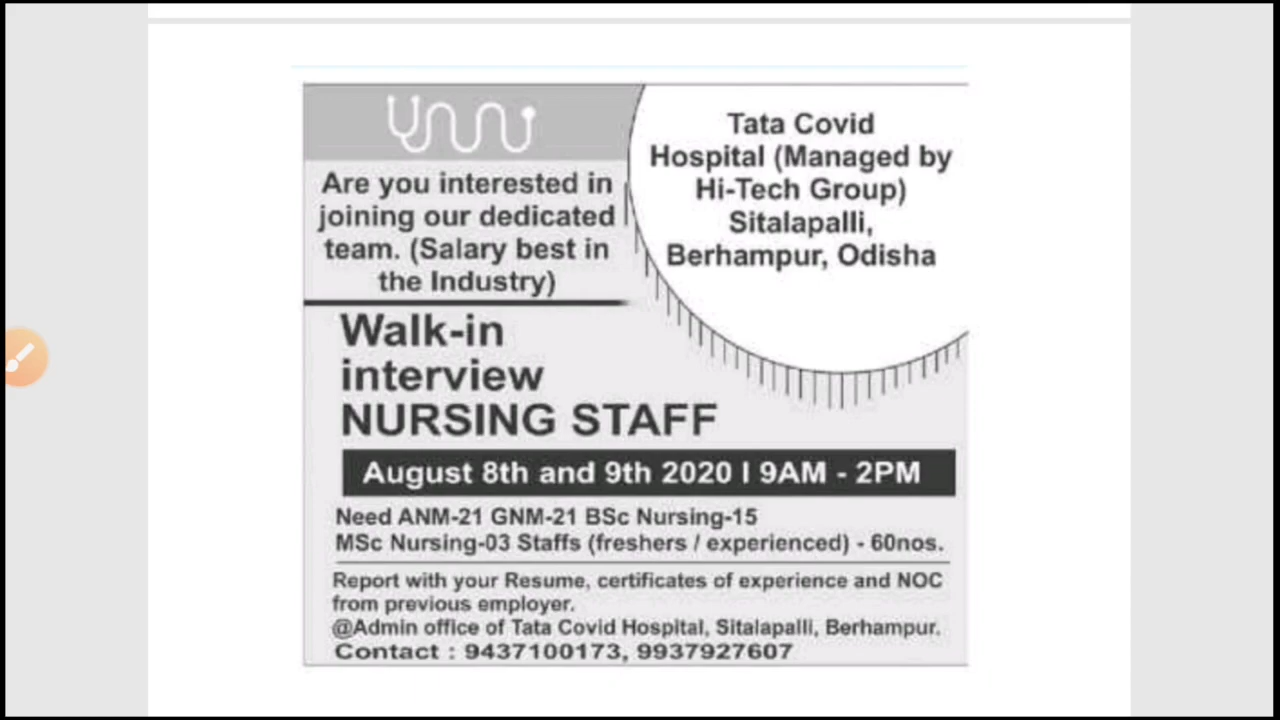 Are you interested in
joining our dedicated
team. (Salary best in
the Industry)
Tata Covid
Hospital (Managed by
Hi-Tech Group)
Sitalapalli,
Berhampur, Odisha
Walk-in
interview
NURSING STAFF
August 8th and 9th 2020 I 9AM - 2PM
Need ANM-21 GNM-21 BSc Nursing-15
MSc Nursing-03 Staffs (freshers / experienced) - 60nos.
Report with your Resume, certificates of experience and NOC
from previous employer.
@Admin office of Tata Covid Hospital, Sitalapalli, Berhampur.
Contact : 9437100173, 9937927607